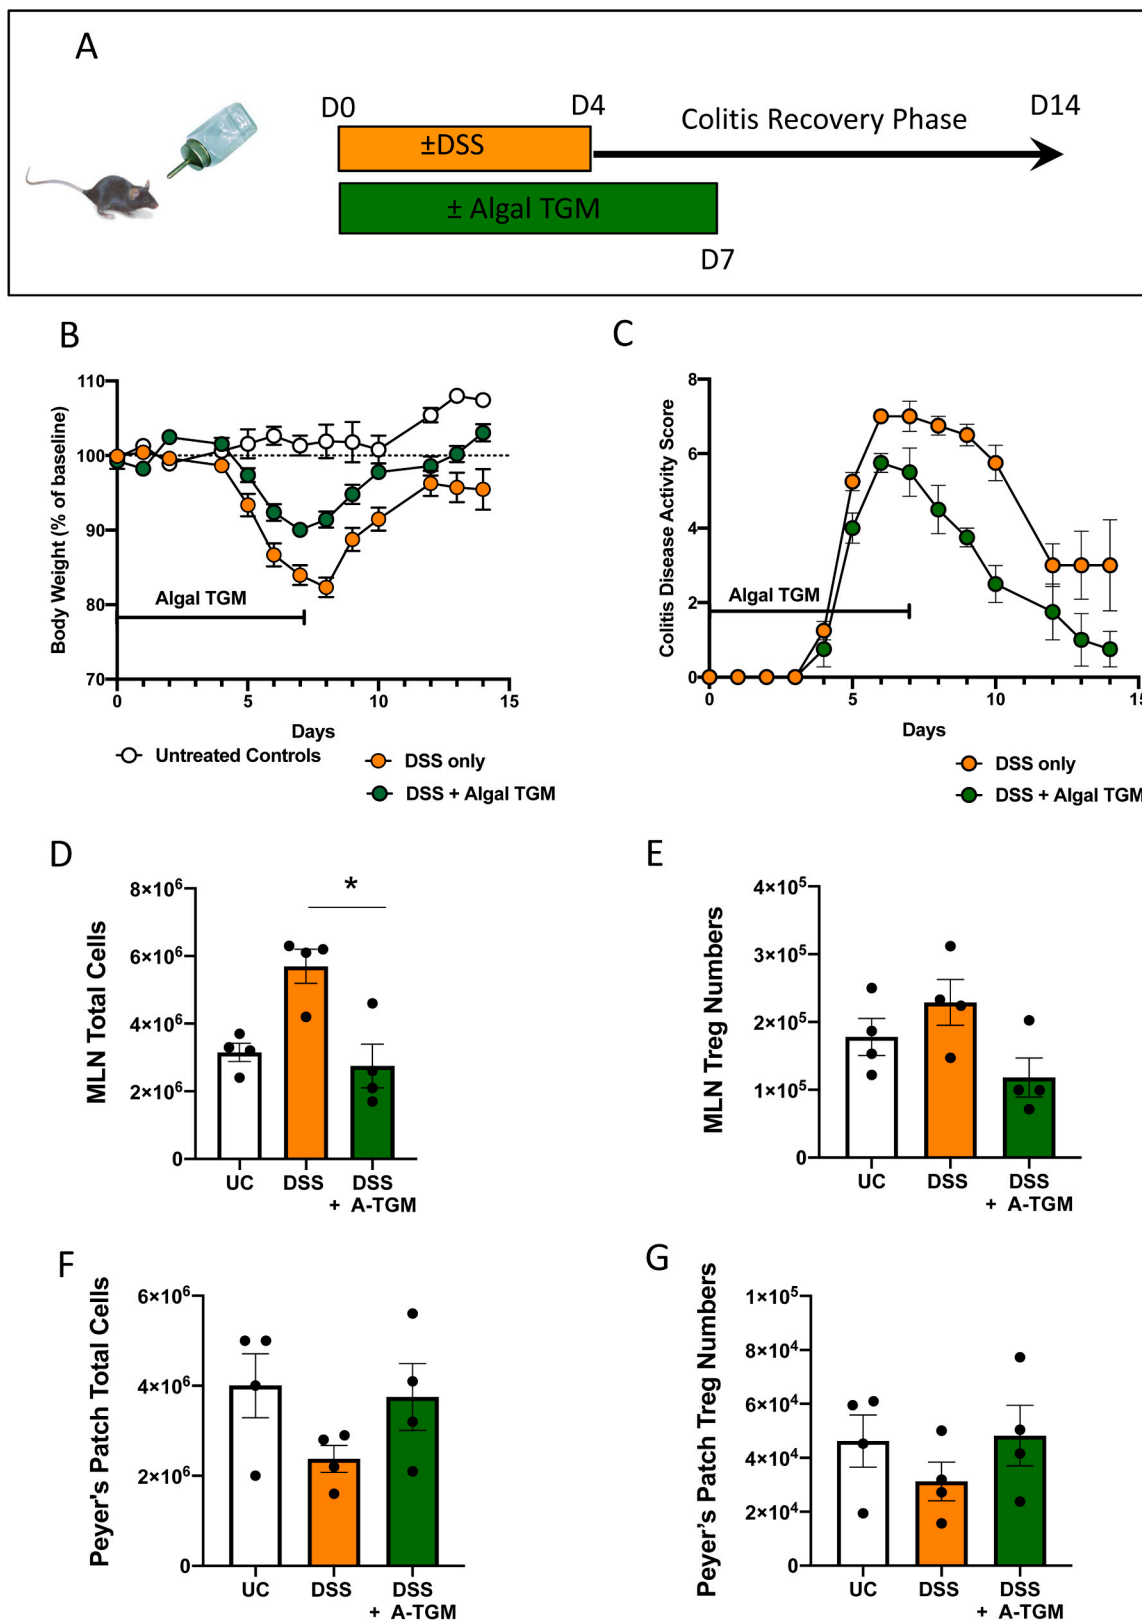 A
D0
D4
Colitis Recovery Phase
D14
±DSS
± Algal TGM
D7
B
Body Weight (% of baseline)
110
100
90
80
70
Algal TGM
0
5
10
15
Days
Untreated Controls
DSS only
DSS + Algal TGM
C
Colitis Disease Activity Score
8
6
4
2
0
Algal TGM
0
5
10
15
Days
DSS only
DSS + Algal TGM
D
MLN Total Cells
8×10⁶
6×10⁶
4×10⁶
2×10⁶
0
*
UC
DSS
DSS
+ A-TGM
E
MLN Treg Numbers
4×10⁵
3×10⁵
2×10⁵
1×10⁵
0
UC
DSS
DSS
+ A-TGM
F
Peyer's Patch Total Cells
6×10⁶
4×10⁶
2×10⁶
0
UC
DSS
DSS
+ A-TGM
G
Peyer's Patch Treg Numbers
1×10⁵
8×10⁴
6×10⁴
4×10⁴
2×10⁴
0
UC
DSS
DSS
+ A-TGM